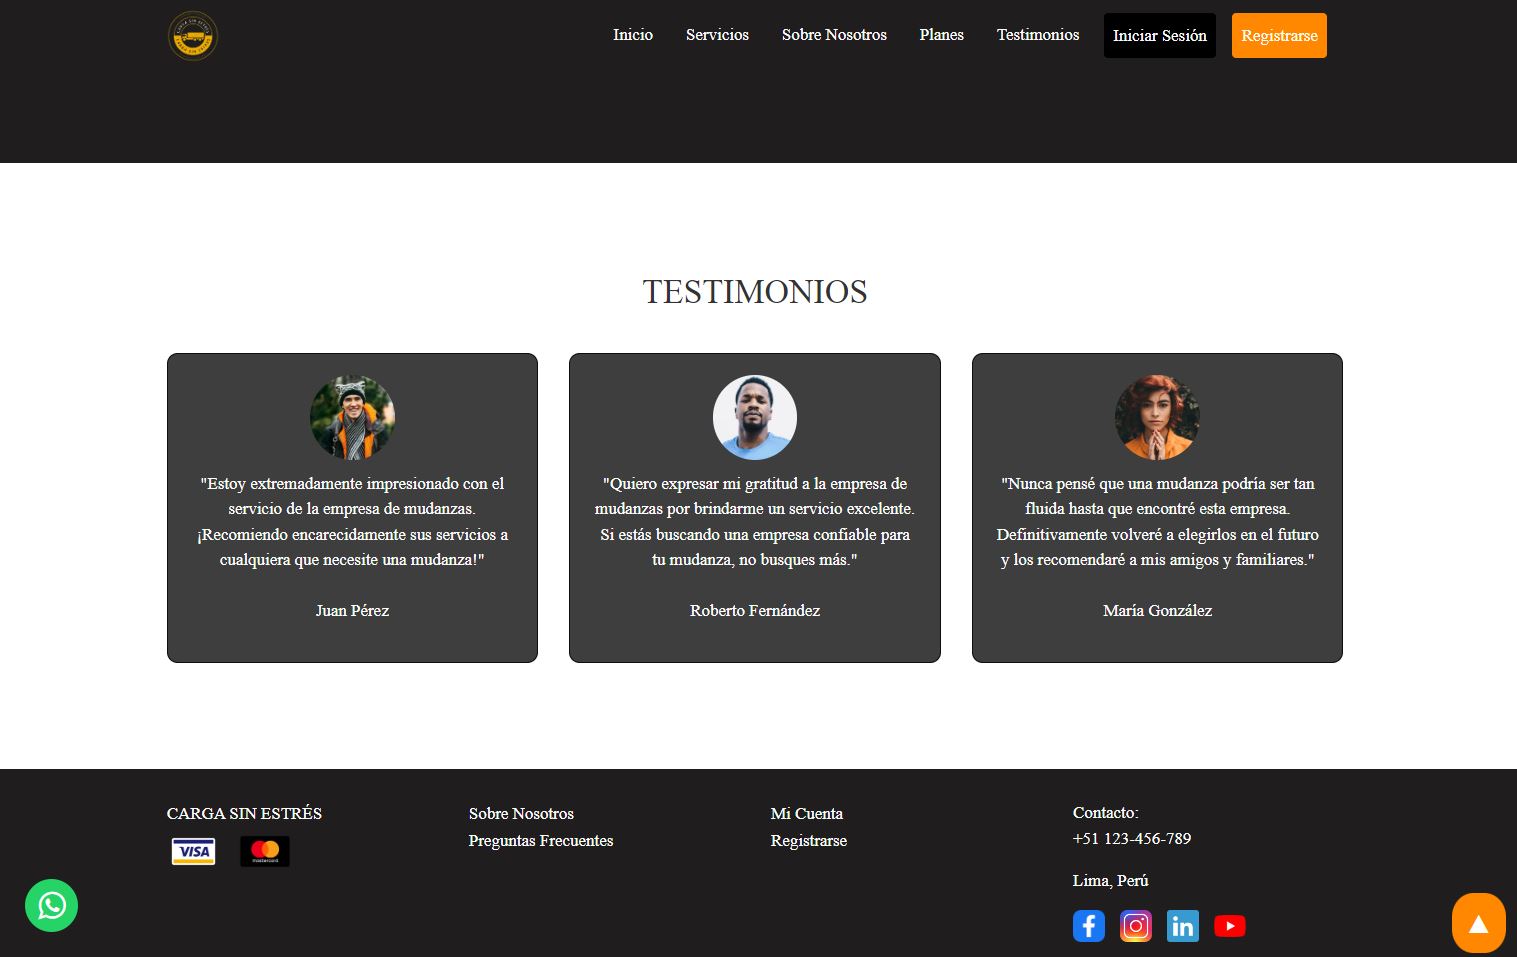 CARGA SIN ESTRÉS
Inicio
Servicios
Sobre Nosotros
Planes
Testimonios
Iniciar Sesión
Registrarse
TESTIMONIOS
"Estoy extremadamente impresionado con el
servicio de la empresa de mudanzas.
¡Recomiendo encarecidamente sus servicios a
cualquiera que necesite una mudanza!"
Juan Pérez
"Quiero expresar mi gratitud a la empresa de
mudanzas por brindarme un servicio excelente.
Si estás buscando una empresa confiable para
tu mudanza, no busques más."
Roberto Fernández
"Nunca pensé que una mudanza podría ser tan
fluida hasta que encontré esta empresa.
Definitivamente volveré a elegirlos en el futuro
y los recomendaré a mis amigos y familiares."
María González
CARGA SIN ESTRÉS
VISA
mastercard
Sobre Nosotros
Preguntas Frecuentes
Mi Cuenta
Registrarse
Contacto:
+51 123-456-789
Lima, Perú